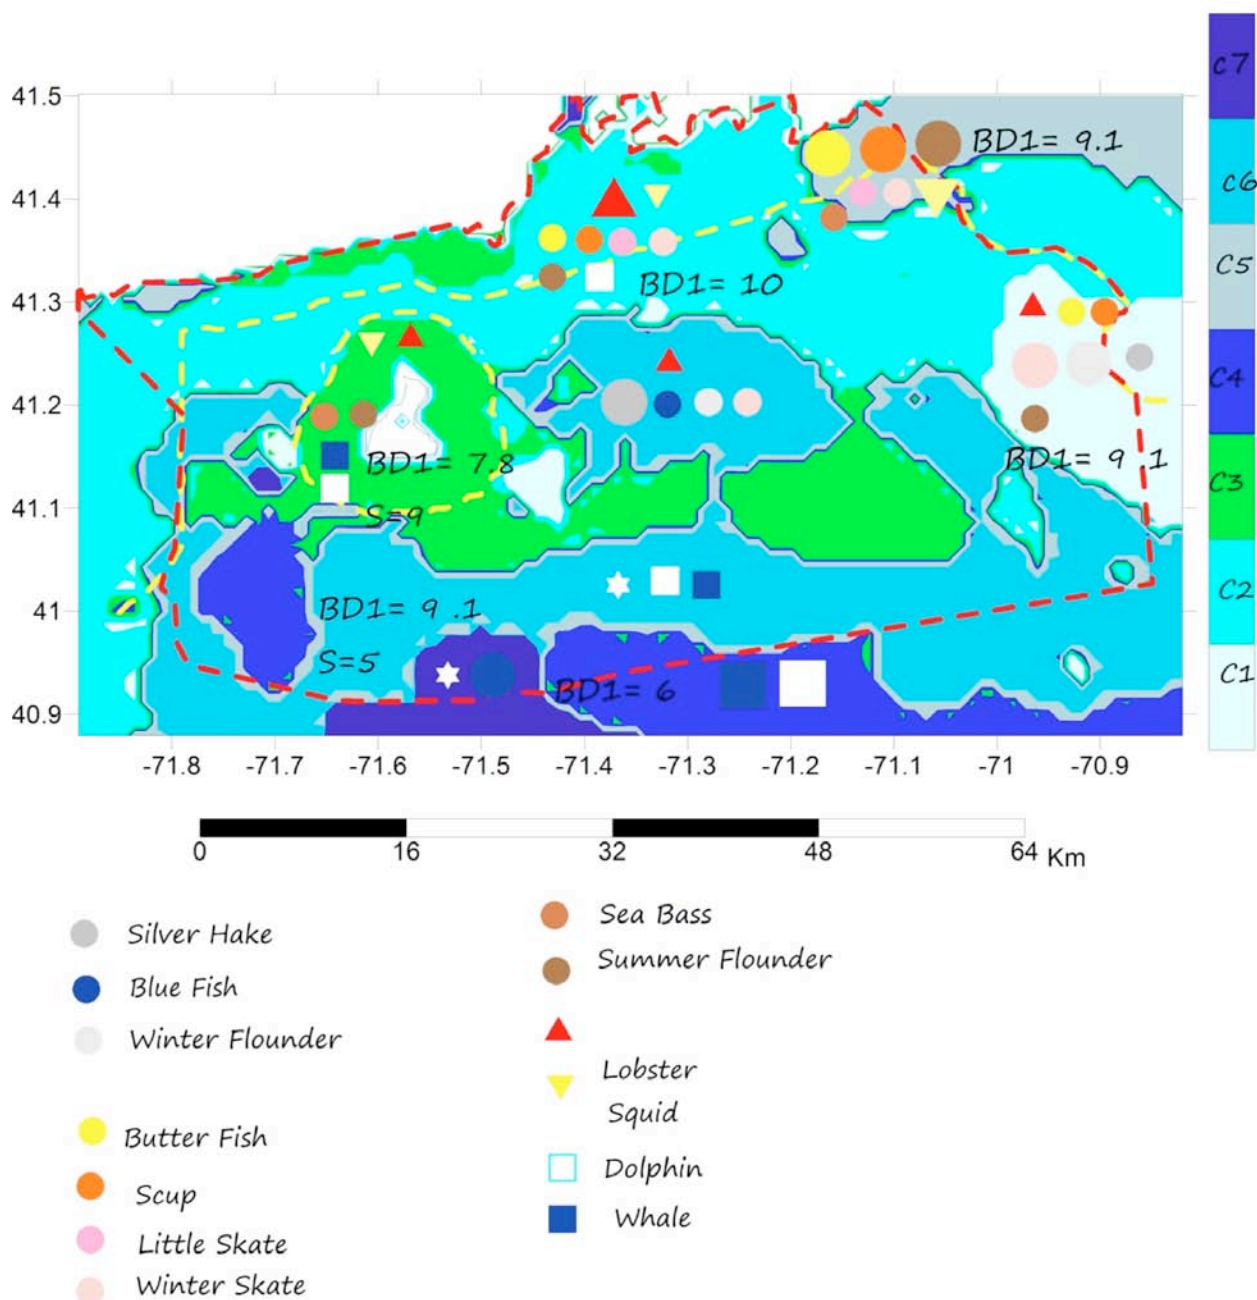 41.5
41.4
41.3
41.2
41.1
41
40.9
-71.8 -71.7 -71.6 -71.5 -71.4 -71.3 -71.2 -71.1 -71 -70.9
BD1= 9.1
BD1= 10
BD1= 7.8
S=9
BD1= 9 .1
BD1= 9 .1
S=5
BD1= 6
C7
C6
C5
C4
C3
C2
C1
0 16 32 48 64 Km
Silver Hake
Blue Fish
Winter Flounder
Butter Fish
Scup
Little Skate
Winter Skate
Sea Bass
Summer Flounder
Lobster
Squid
Dolphin
Whale